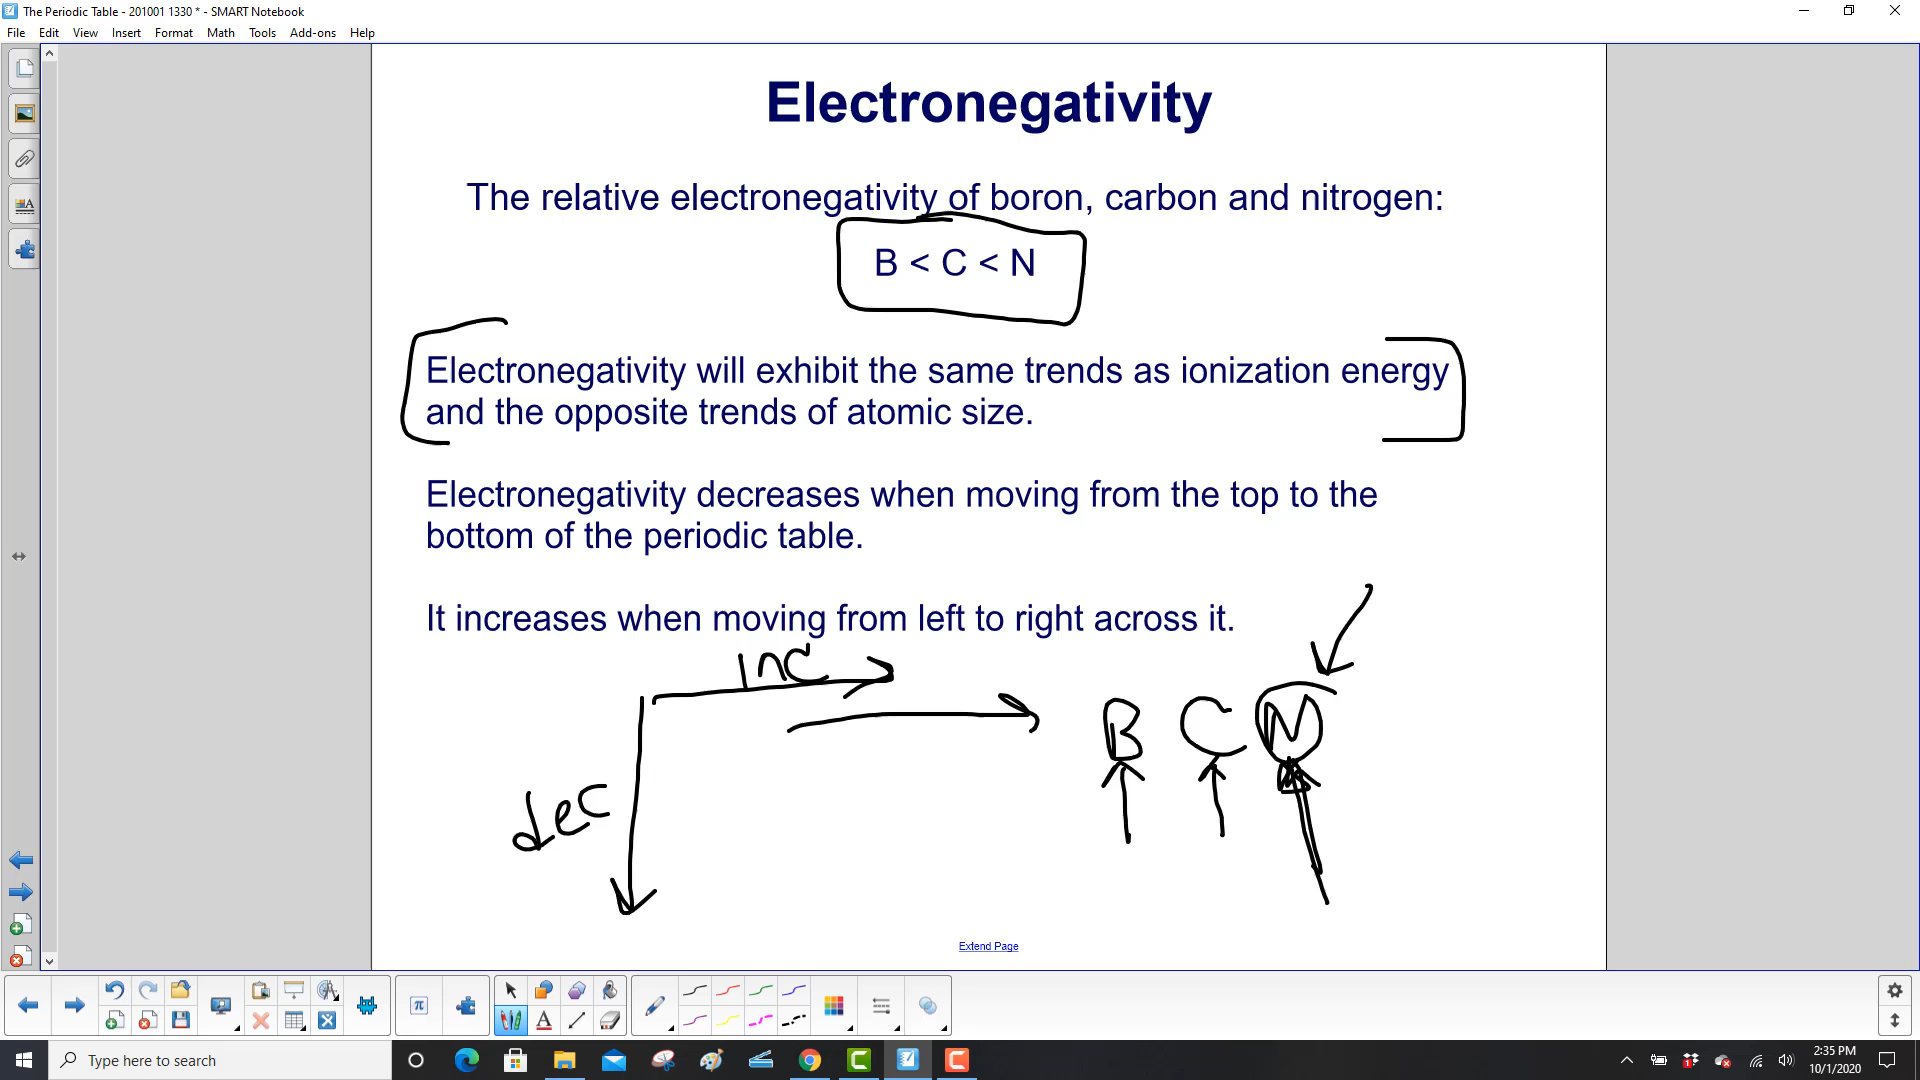 The Periodic Table - 201001 1330 * - SMART Notebook
File Edit View Insert Format Math Tools Add-ons Help
Electronegativity
The relative electronegativity of boron, carbon and nitrogen:
B < C < N
Electronegativity will exhibit the same trends as ionization energy
and the opposite trends of atomic size.
Electronegativity decreases when moving from the top to the
bottom of the periodic table.
It increases when moving from left to right across it.
inc
B C N
dec
Extend Page
Type here to search
2:35 PM
10/1/2020